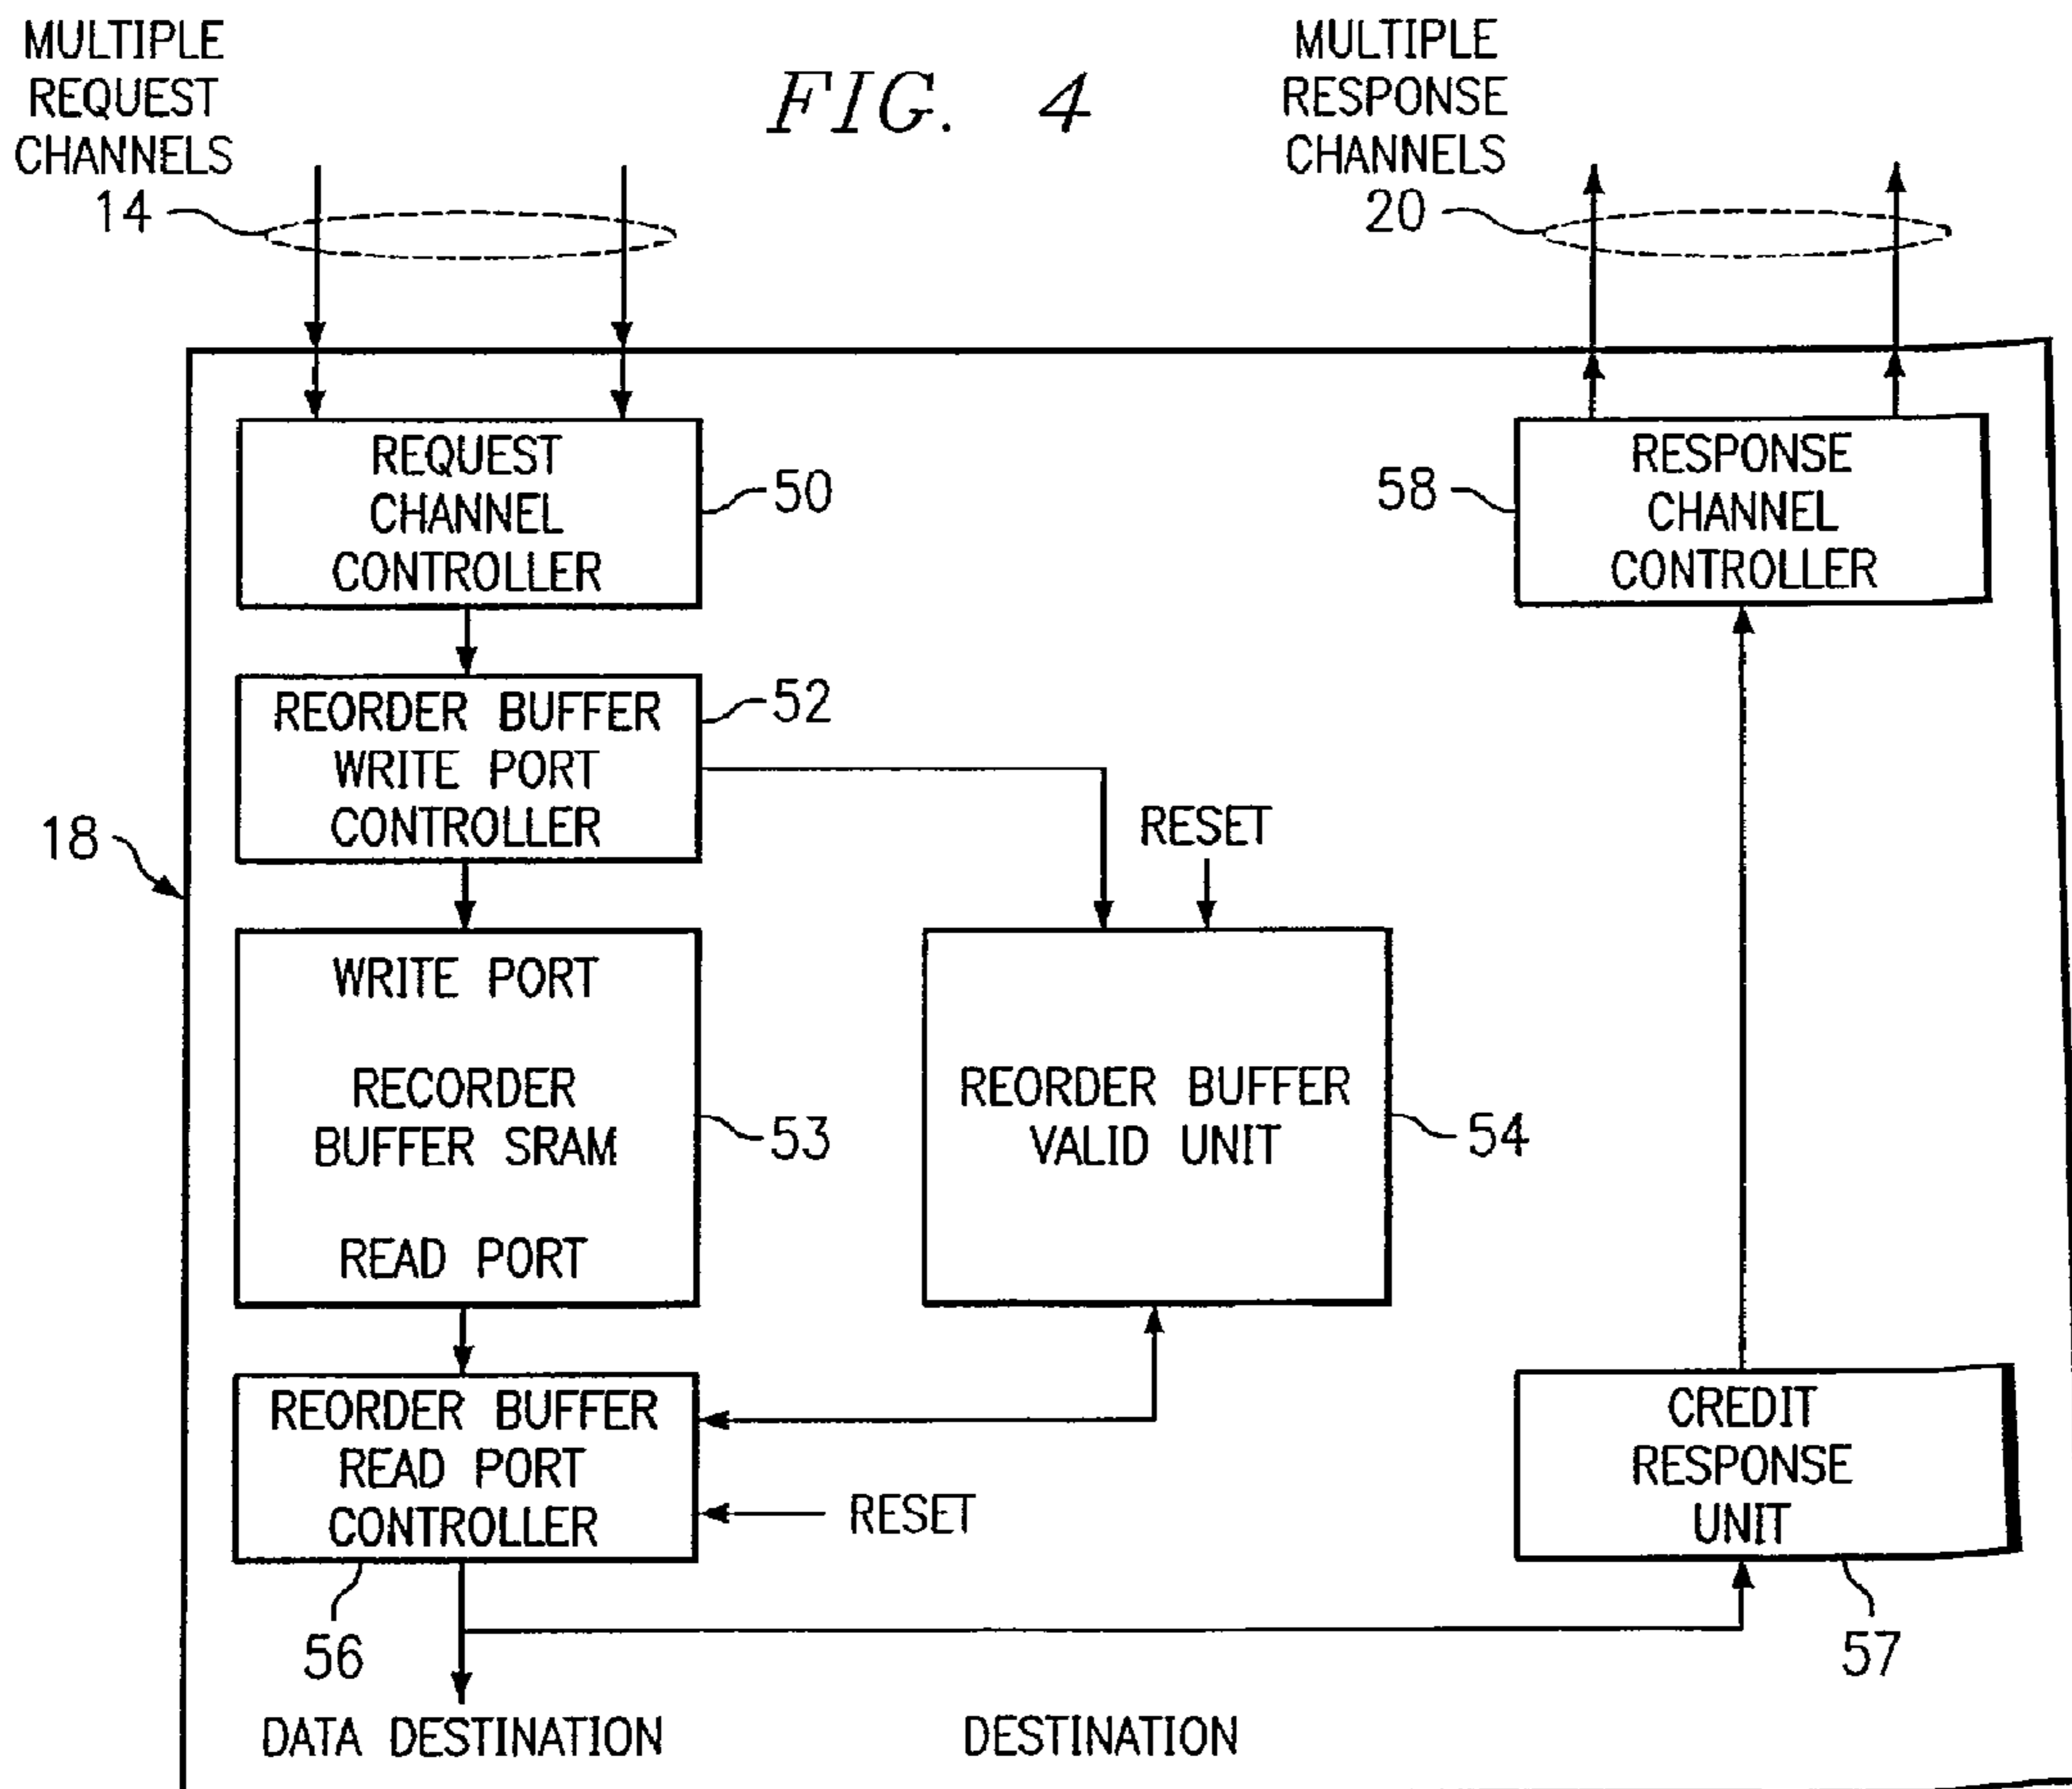 MULTIPLE
REQUEST
CHANNELS
14
FIG. 4
MULTIPLE
RESPONSE
CHANNELS
20
REQUEST
CHANNEL
CONTROLLER
50
58
RESPONSE
CHANNEL
CONTROLLER
REORDER BUFFER
WRITE PORT
CONTROLLER
52
18
RESET
WRITE PORT
RECORDER
BUFFER SRAM
READ PORT
53
REORDER BUFFER
VALID UNIT
54
REORDER BUFFER
READ PORT
CONTROLLER
RESET
56
CREDIT
RESPONSE
UNIT
57
DATA DESTINATION
DESTINATION